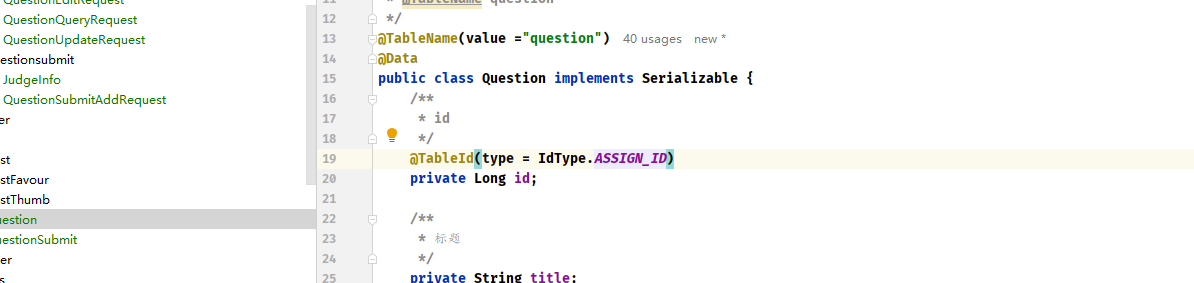 QuestionEditRequest
QuestionQueryRequest
QuestionUpdateRequest
estionsubmit
JudgeInfo
QuestionSubmitAddRequest
er
st
stFavour
stThumb
uestion
uestionSubmit
er
s
11 * @TableName question
12 */
13 @TableName(value ="question") 40 usages new *
14 @Data
15 public class Question implements Serializable {
16 /**
17 * id
18 */
19 @TableId(type = IdType.ASSIGN_ID)
20 private Long id;
21
22 /**
23 * 标题
24 */
25 private String title;